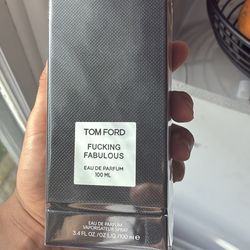 TOM FORD
FUCKING
FABULOUS
EAU DE PARFUM
100 ML
EAU DE PARFUM
VAPORISATEUR SPRAY
3.4 FL.OZ./OZ.LIQ./100 ml ℮